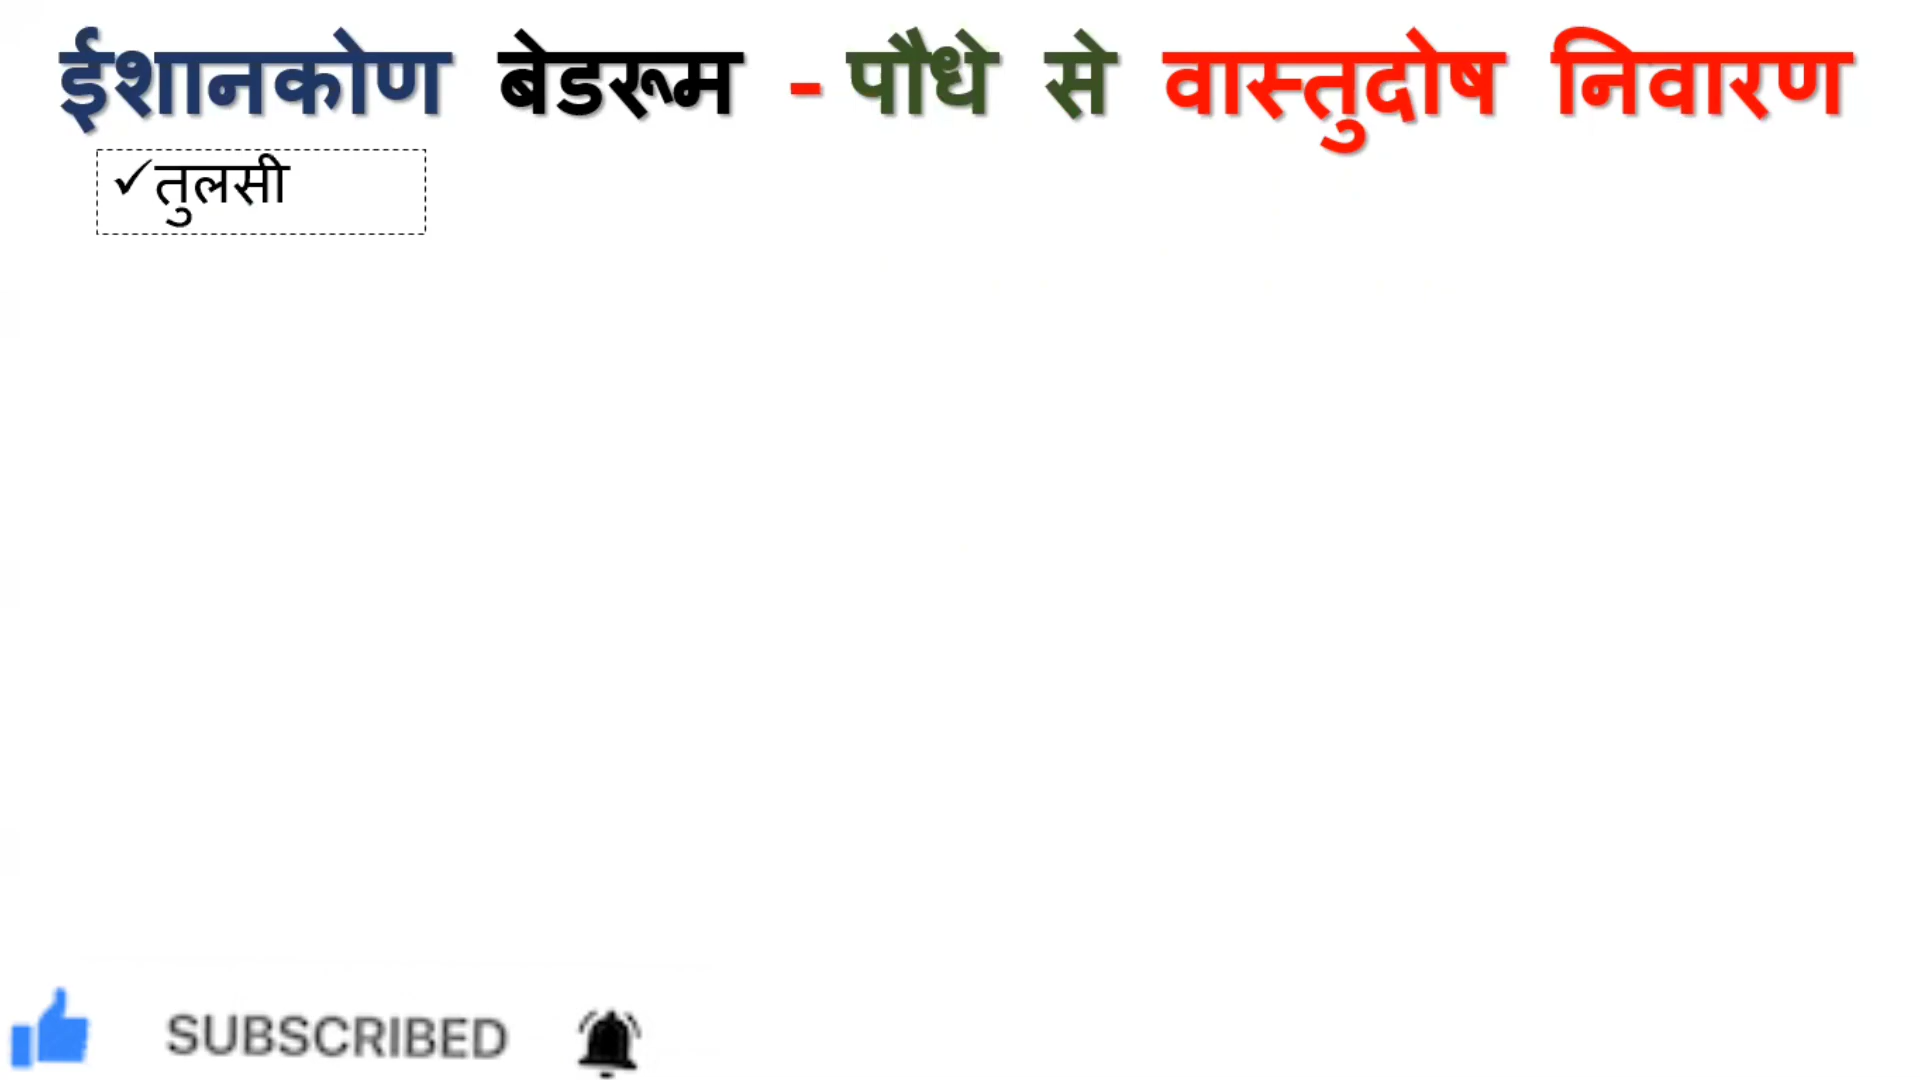 ईशानकोण बेडरूम - पौधे से वास्तुदोष निवारण
✓तुलसी
SUBSCRIBED